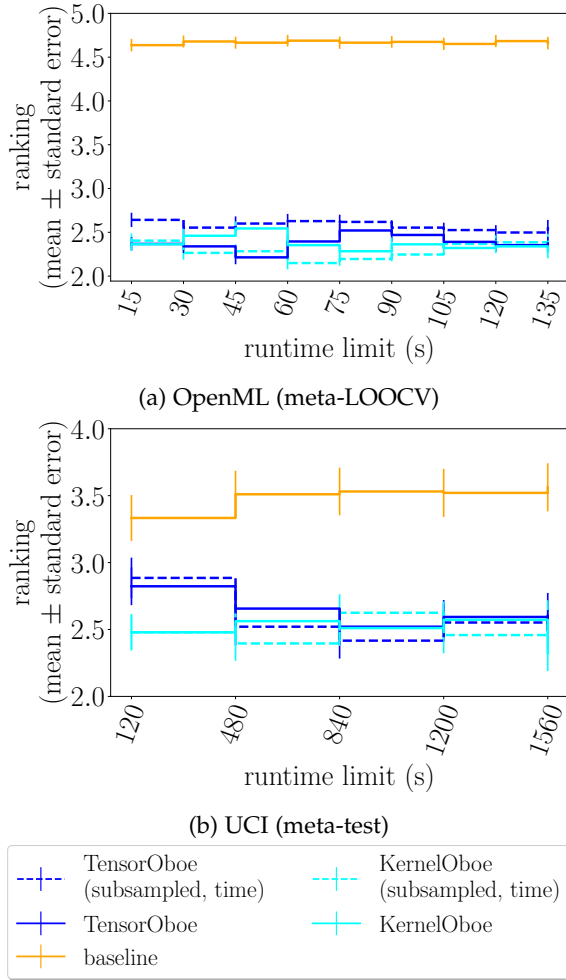 5.0
4.5
4.0
3.5
3.0
2.5
2.0
ranking
(mean ± standard error)
15
30
45
60
75
90
105
120
135
runtime limit (s)
(a) OpenML (meta-LOOCV)
4.0
3.5
3.0
2.5
2.0
ranking
(mean ± standard error)
120
480
840
1200
1560
runtime limit (s)
(b) UCI (meta-test)
TensorOboe
(subsampled, time)
TensorOboe
baseline
KernelOboe
(subsampled, time)
KernelOboe